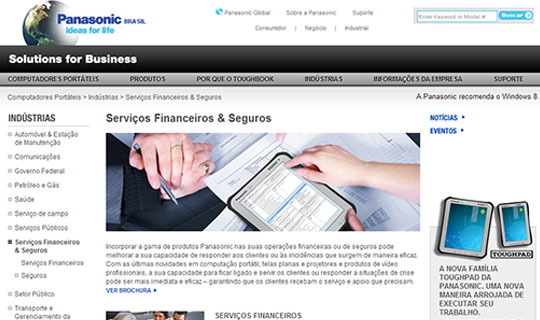 Panasonic BRASIL
ideas for life
Panasonic Global Sobre a Panasonic Suporte
Consumidor | Negócio | Industrial
Enter Keyword or Model # Buscar
Solutions for Business
COMPUTADORES PORTÁTEIS PRODUTOS POR QUE O TOUGHBOOK INDÚSTRIAS INFORMAÇÕES DA EMPRESA SUPORTE
Computadores Portáteis > Indústrias > Serviços Financeiros & Seguros
A Panasonic recomenda o Windows 8.
INDÚSTRIAS
Automóvel & Estação
de Manutenção
Comunicações
Governo Federal
Petróleo e Gás
Saúde
Serviço de campo
Serviços Públicos
Serviços Financeiros
& Seguros
Serviços Financeiros
Seguros
Setor Público
Transporte e
Gerenciamento da
Serviços Financeiros & Seguros
Incorporar a gama de produtos Panasonic nas suas operações financeiras ou de seguros pode
melhorar a sua capacidade de responder aos clientes ou às incidências que surgem de maneira eficaz.
Com as últimas novidades em computação portátil, telas planas e projetores e produtos de vídeo
profissionais, a sua capacidade para ficar ligado e servir os clientes ou responder a situações de crise
pode ser mais imediata e eficaz – garantindo que os clientes recebam o serviço e apoio que precisam.
VER BROCHURA
SERVIÇOS FINANCEIROS
NOTÍCIAS
EVENTOS
TOUGHPAD
A NOVA FAMÍLIA
TOUGHPAD DA
PANASONIC. UMA NOVA
MANEIRA ARROJADA DE
EXECUTAR SEU
TRABALHO.